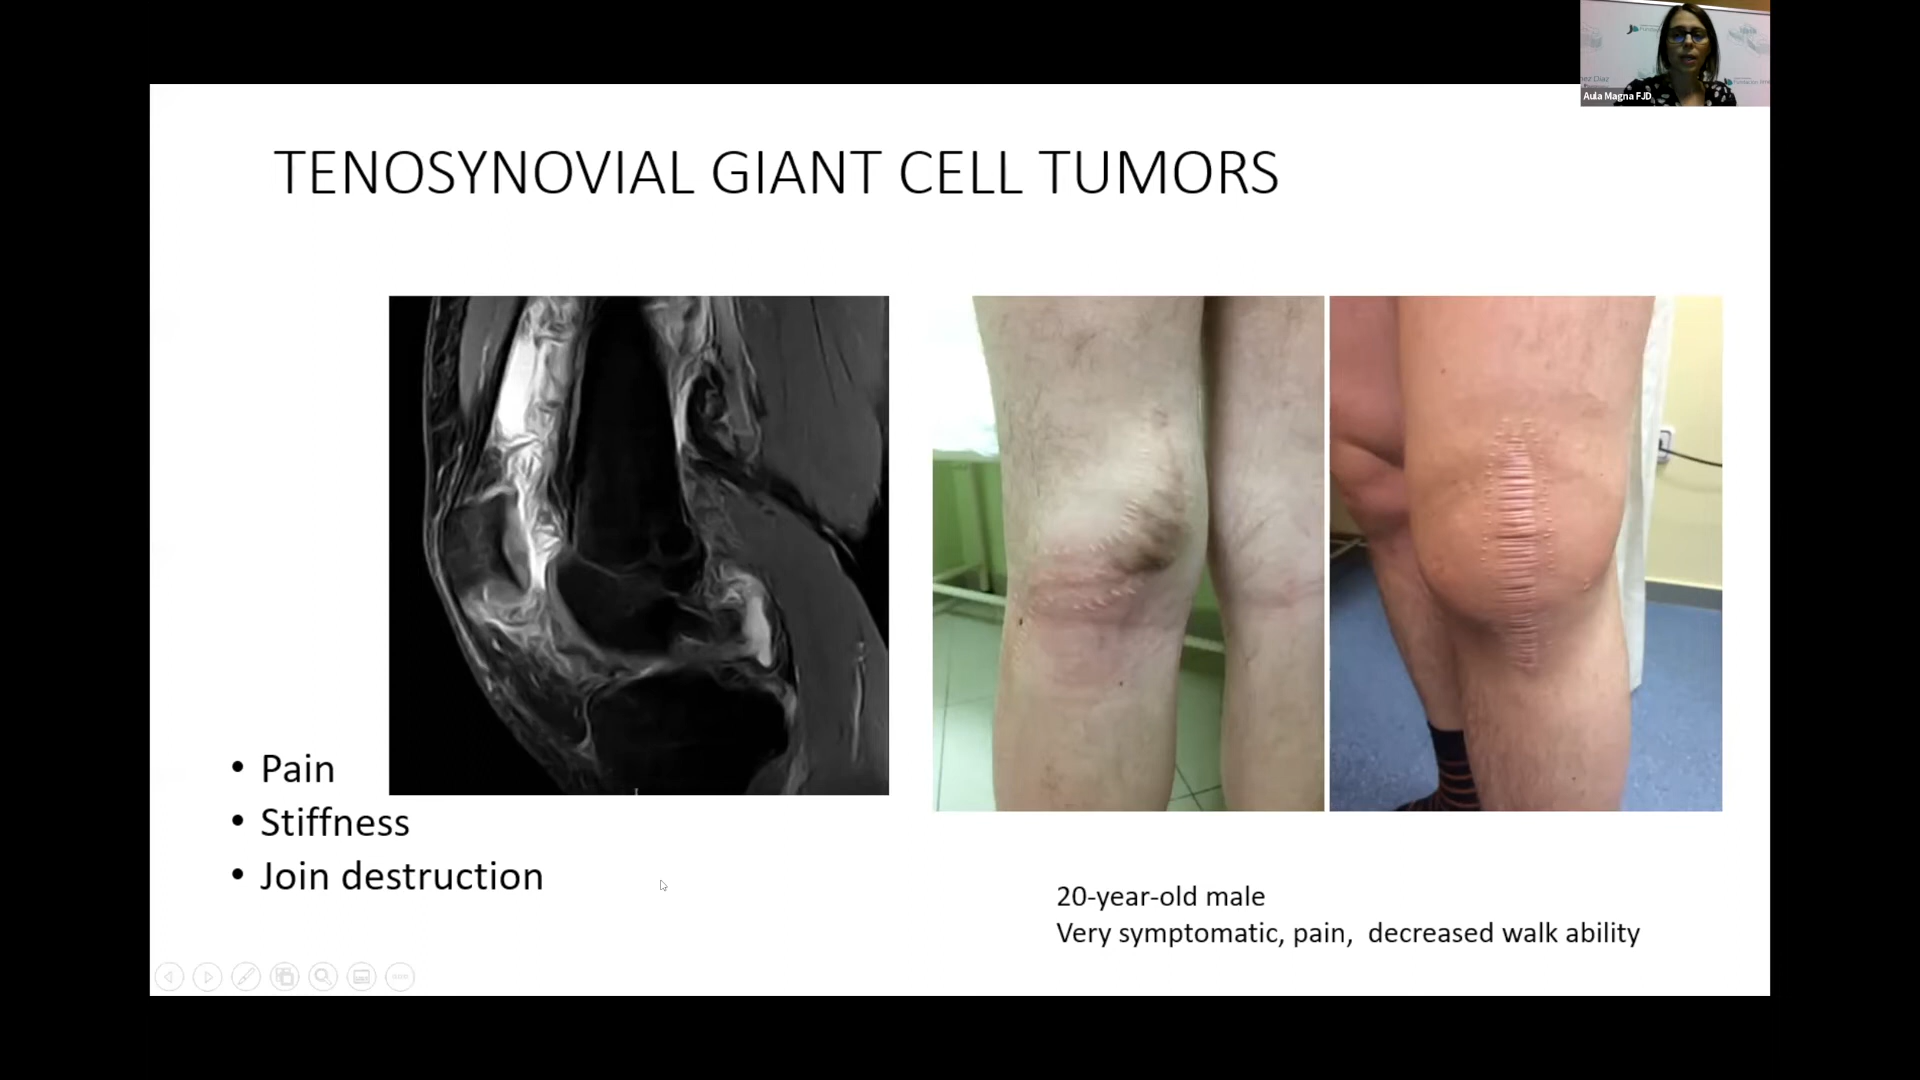 Aula Magna FJD
TENOSYNOVIAL GIANT CELL TUMORS
• Pain
• Stiffness
• Join destruction
20-year-old male
Very symptomatic, pain, decreased walk ability